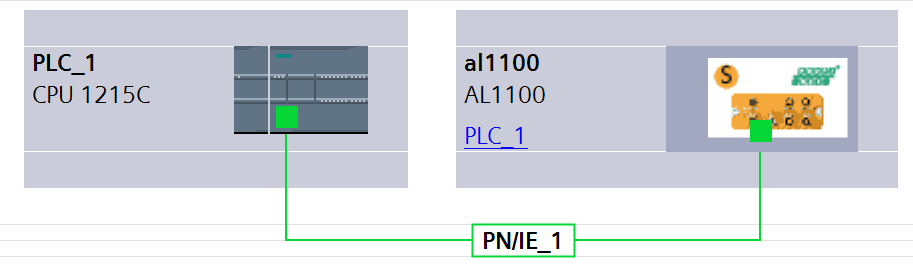 PLC_1
CPU 1215C
al1100
AL1100
PLC_1
S
PN/IE_1